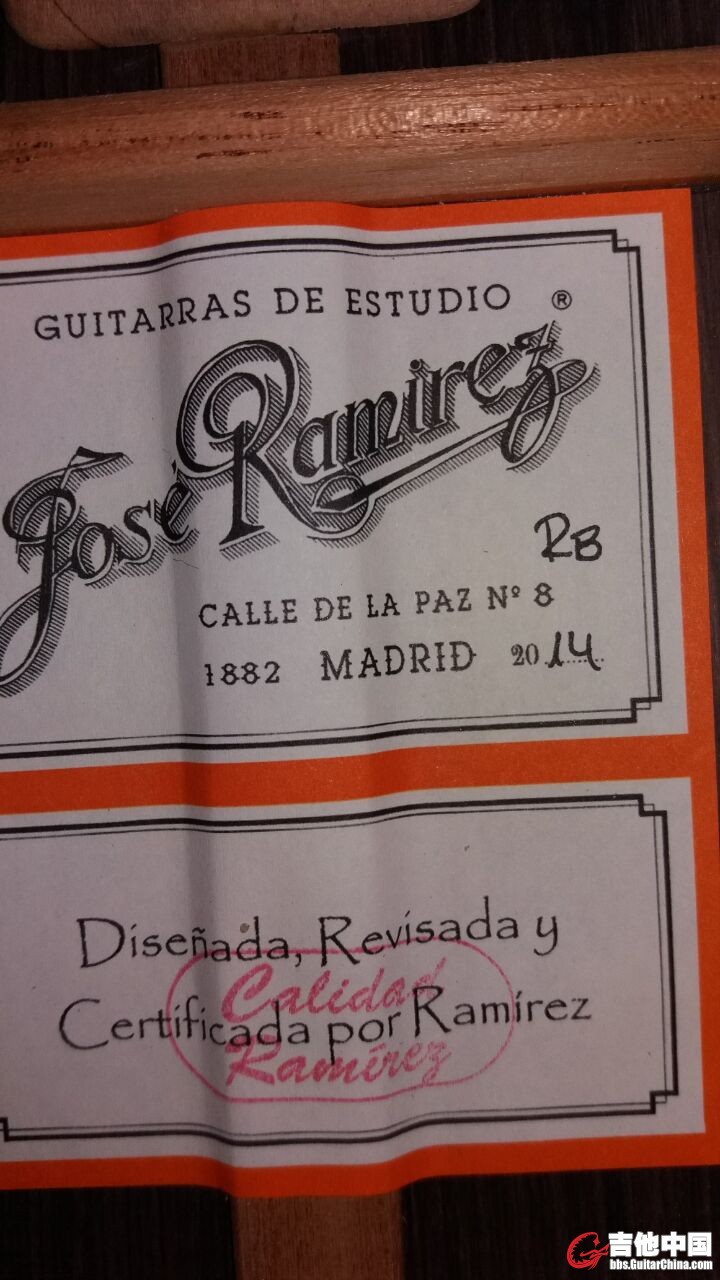 GUITARRAS DE ESTUDIO ®
José Ramírez
RB
CALLE DE LA PAZ Nº 8
1882 MADRID 2014
Diseñada, Revisada y
Certificada por Ramírez
Calidad
Ramírez
吉他中国
bbs.GuitarChina.com